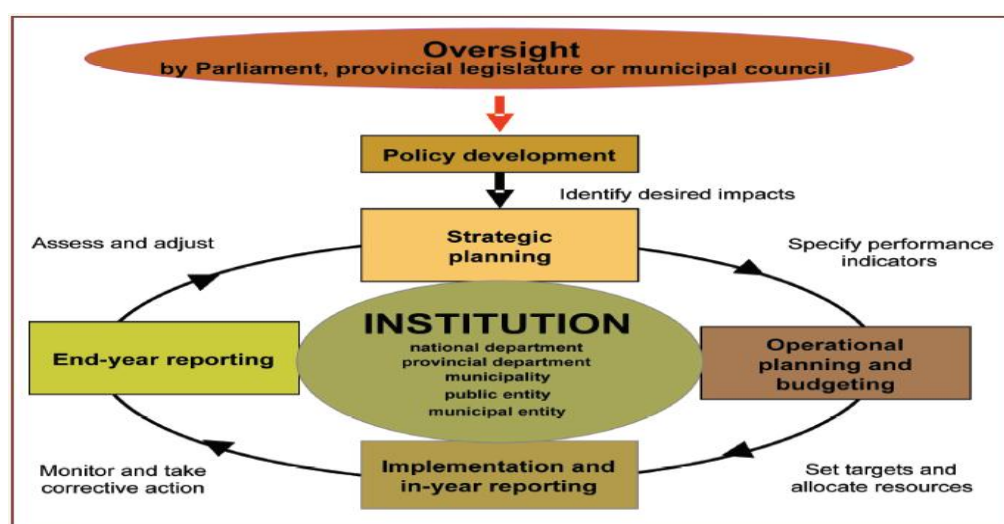 Oversight
by Parliament, provincial legislature or municipal council
Policy development
Identify desired impacts
Strategic
planning
Assess and adjust
Specify performance
indicators
INSTITUTION
national department
provincial department
municipality
public entity
municipal entity
End-year reporting
Operational
planning and
budgeting
Implementation and
in-year reporting
Monitor and take
corrective action
Set targets and
allocate resources